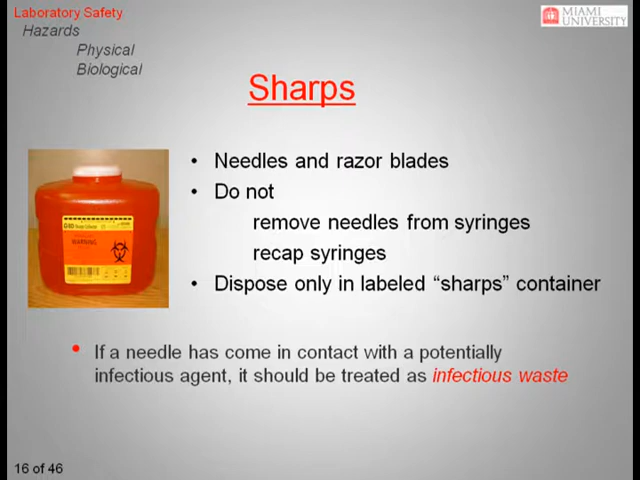 Laboratory Safety
Hazards
Physical
Biological
MIAMI
UNIVERSITY
Sharps
• Needles and razor blades
• Do not
remove needles from syringes
recap syringes
• Dispose only in labeled “sharps” container
WARNING
• If a needle has come in contact with a potentially
infectious agent, it should be treated as infectious waste
16 of 46